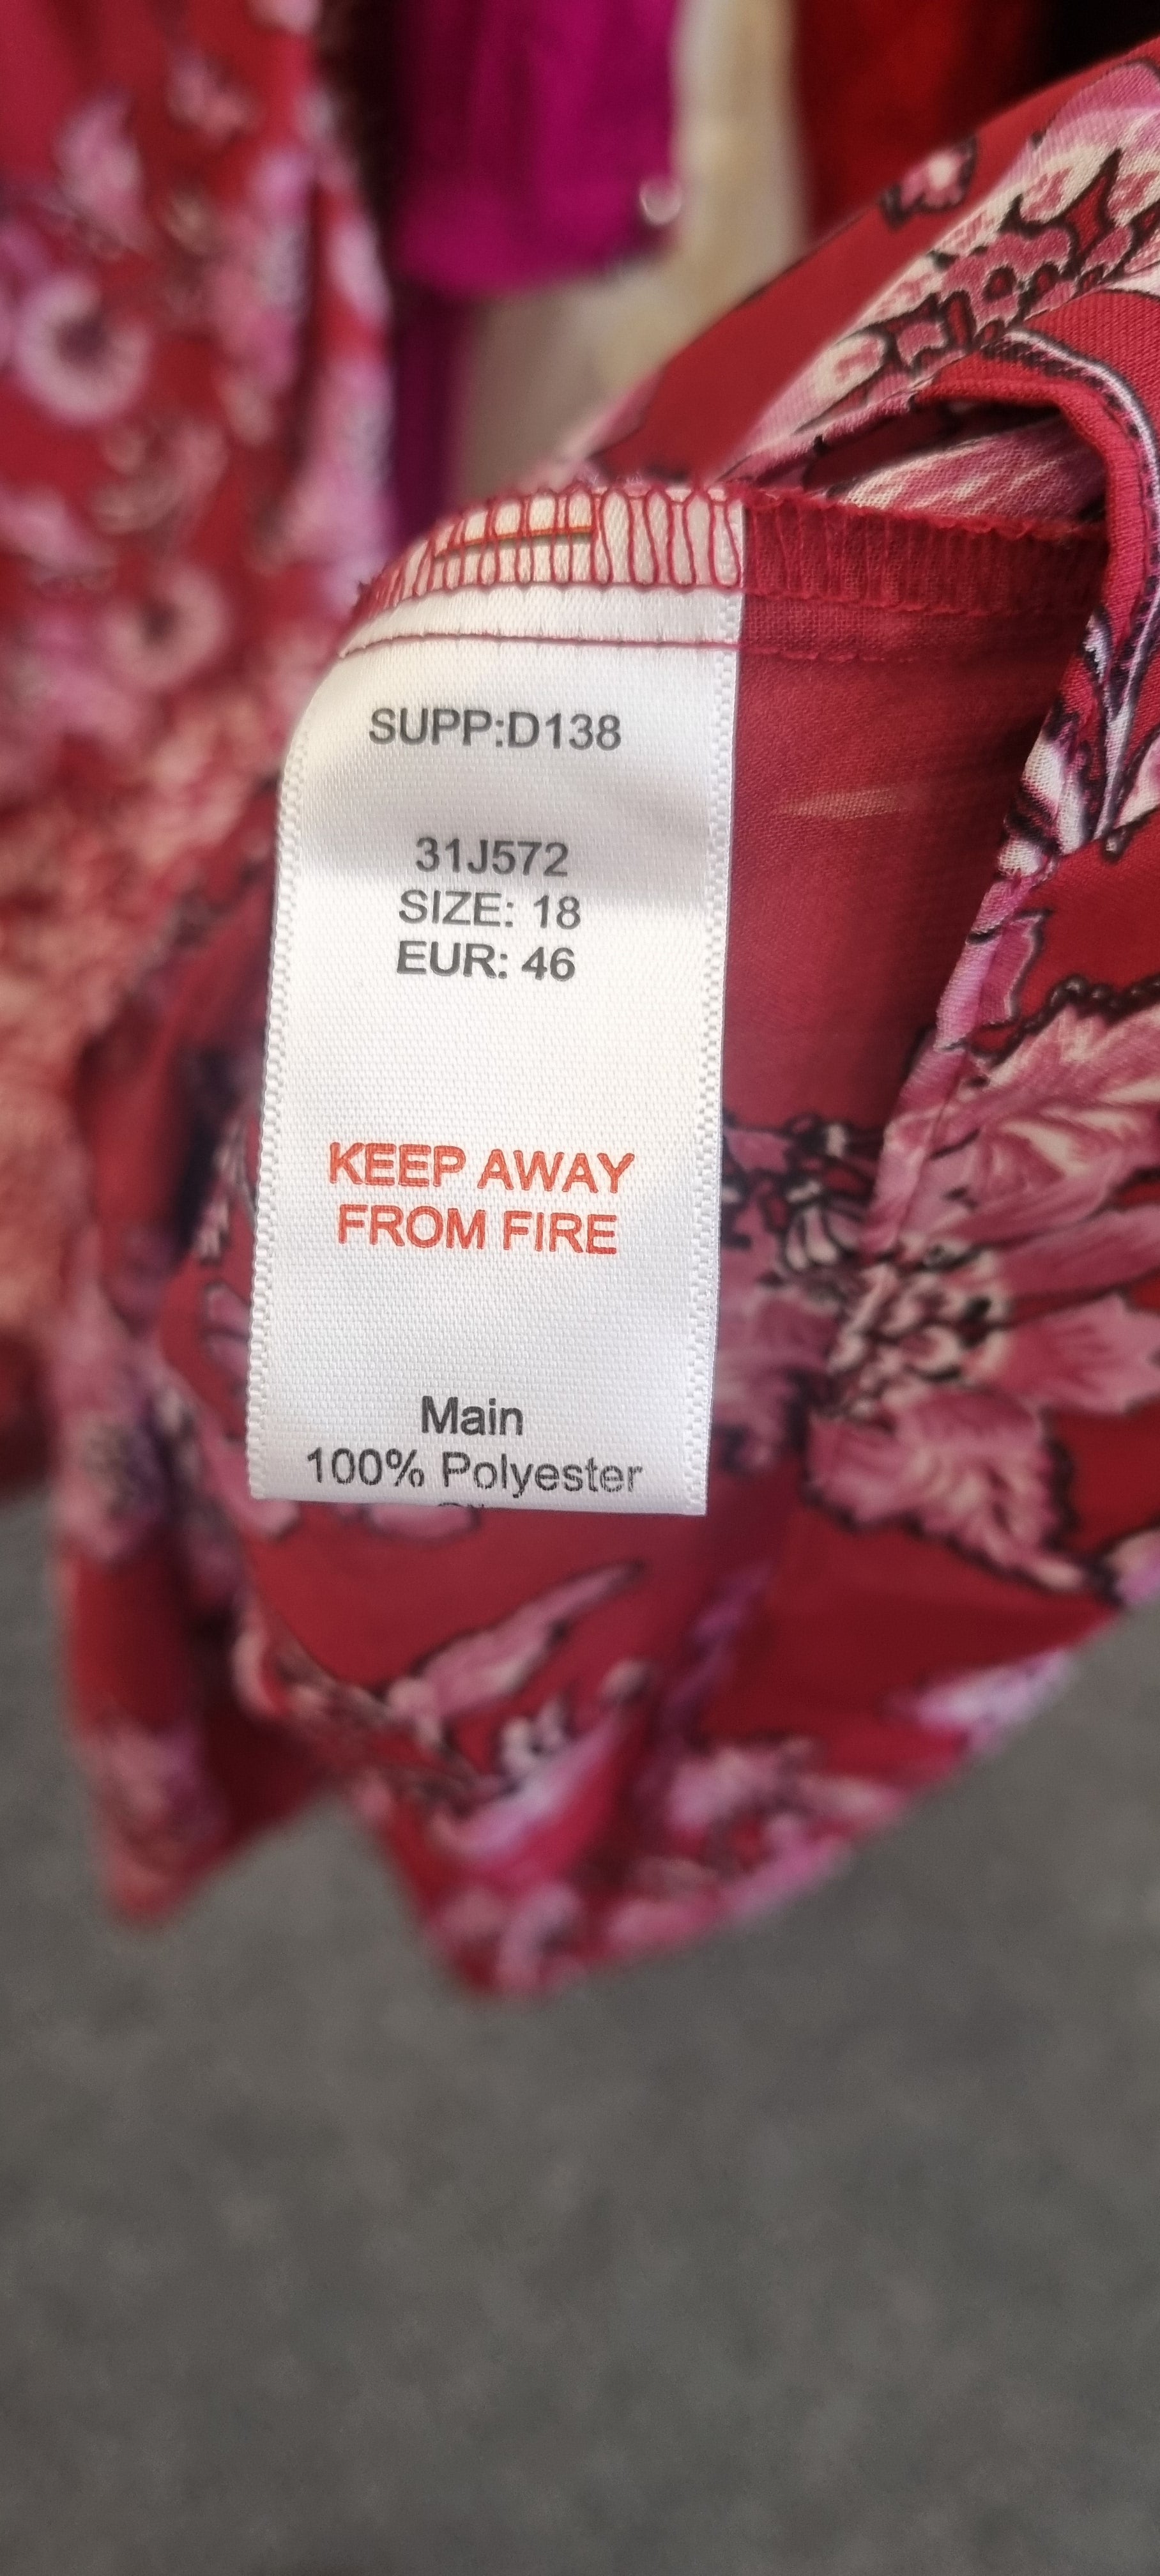 SUPP:D138
31J572
SIZE: 18
EUR: 46
KEEP AWAY
FROM FIRE
Main
100% Polyester